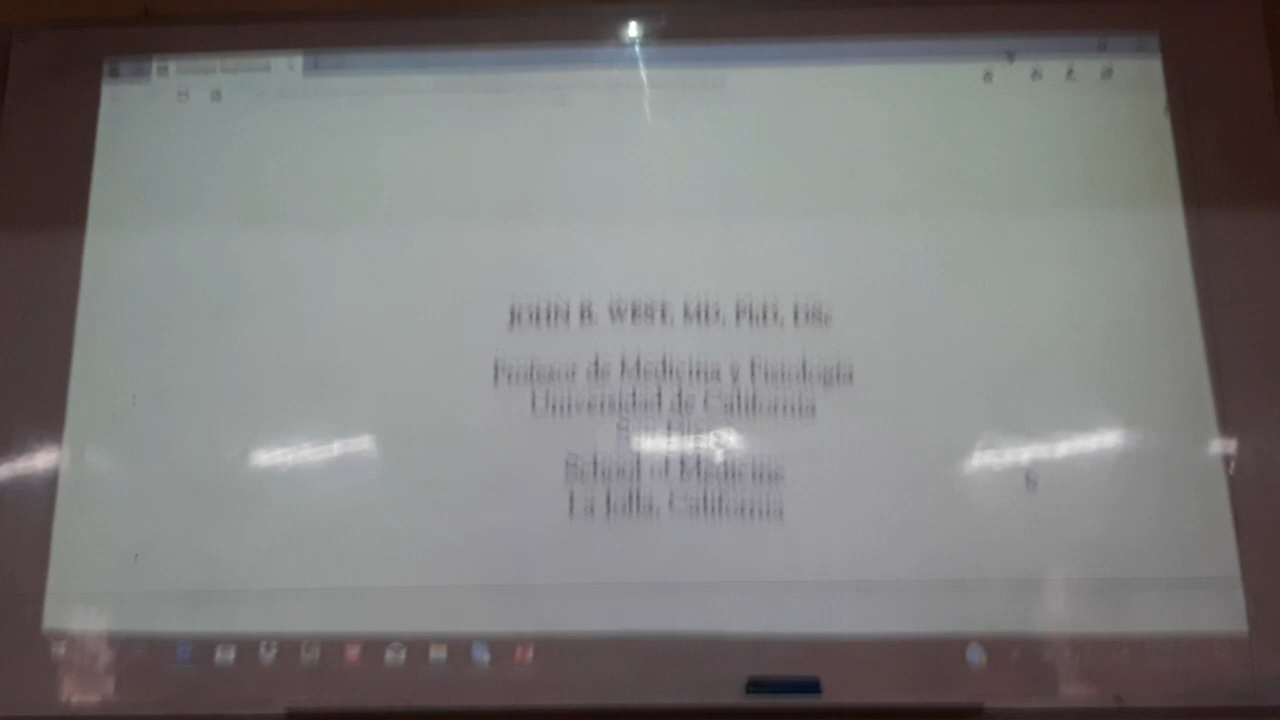 JOHN B. WEST, MD, PhD, DSc
Profesor de Medicina y Fisiología
Universidad de California
School of Medicine
La Jolla, California